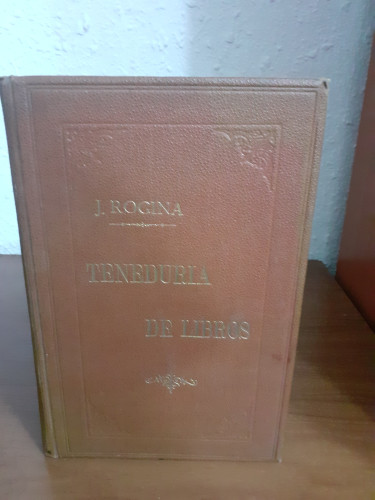 J. ROGINA
TENEDURIA
DE LIBROS